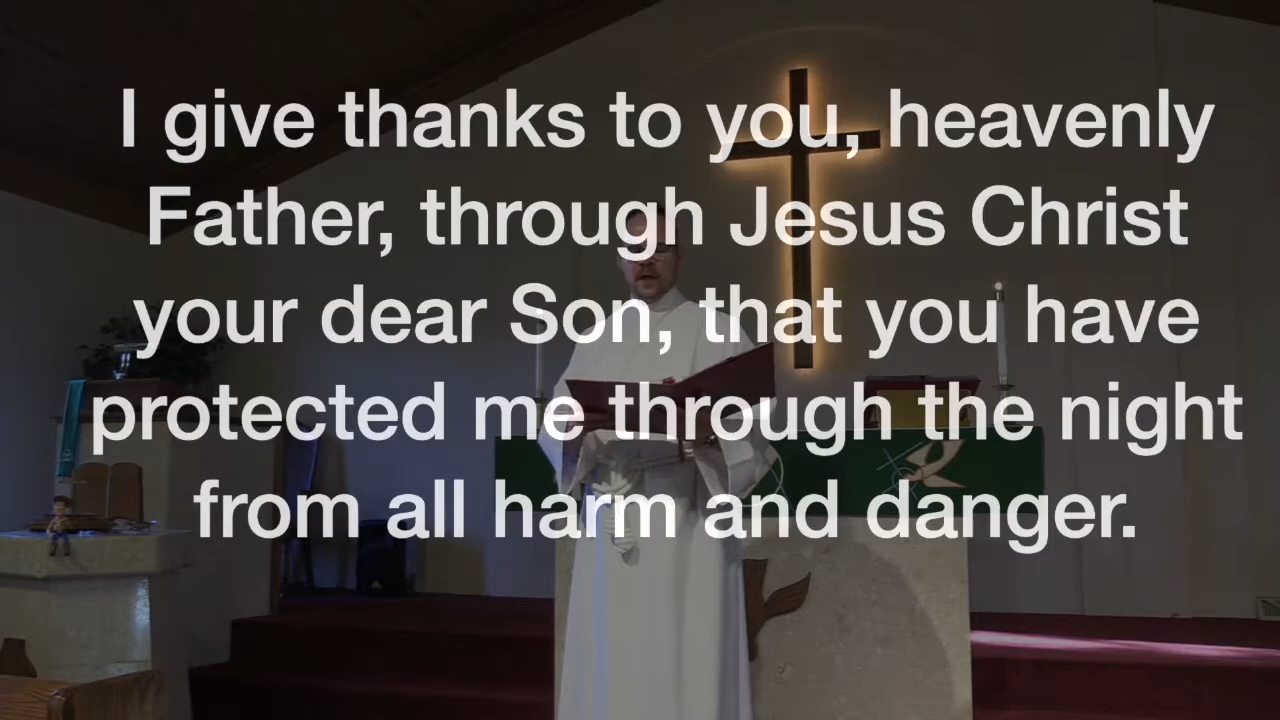 I give thanks to you, heavenly
Father, through Jesus Christ
your dear Son, that you have
protected me through the night
from all harm and danger.